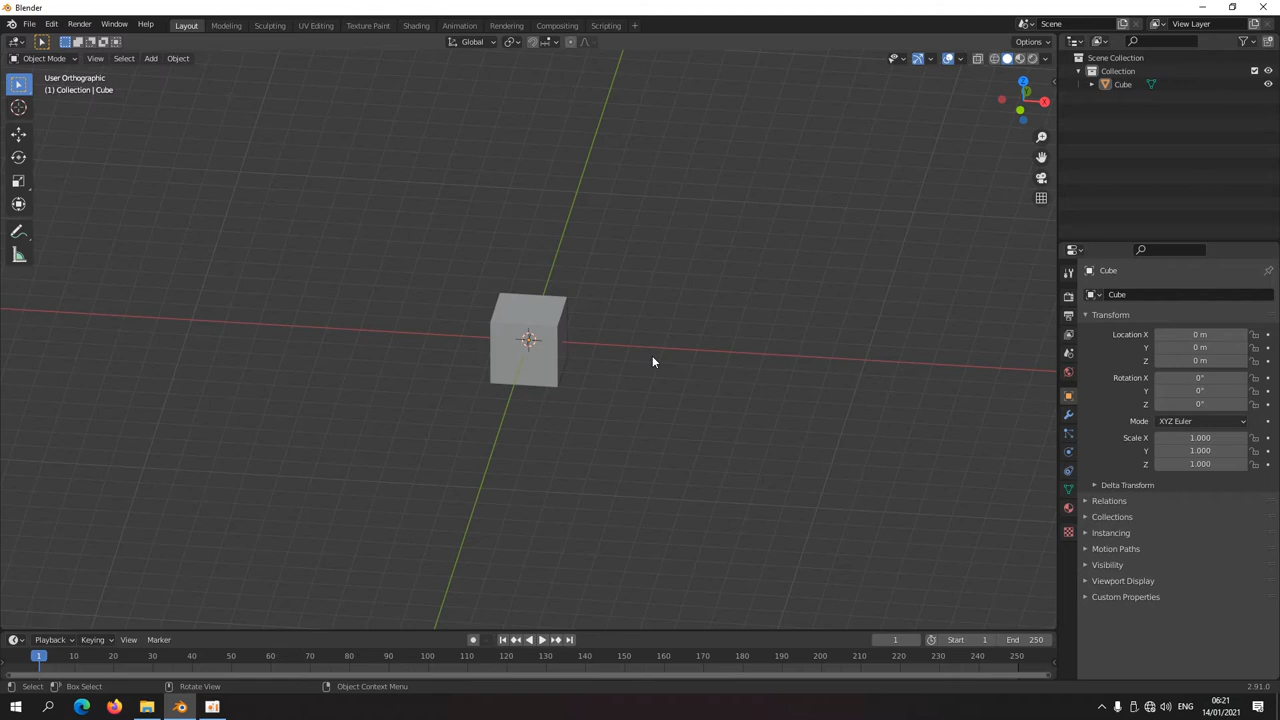 Blender
File Edit Render Window Help Layout Modeling Sculpting UV Editing Texture Paint Shading Animation Rendering Compositing Scripting + Scene View Layer
Global Options
Object Mode View Select Add Object
User Orthographic
(1) Collection | Cube
Z
Y
X
Scene Collection
Collection
Cube
Cube
Cube
Transform
Location X 0 m
Y 0 m
Z 0 m
Rotation X 0°
Y 0°
Z 0°
Mode XYZ Euler
Scale X 1.000
Y 1.000
Z 1.000
Delta Transform
Relations
Collections
Instancing
Motion Paths
Visibility
Viewport Display
Custom Properties
Playback Keying View Marker 1 Start 1 End 250
1 10 20 30 40 50 60 70 80 90 100 110 120 130 140 150 160 170 180 190 200 210 220 230 240 250
Select Box Select Rotate View Object Context Menu 2.91.0
ENG 06:21
14/01/2021